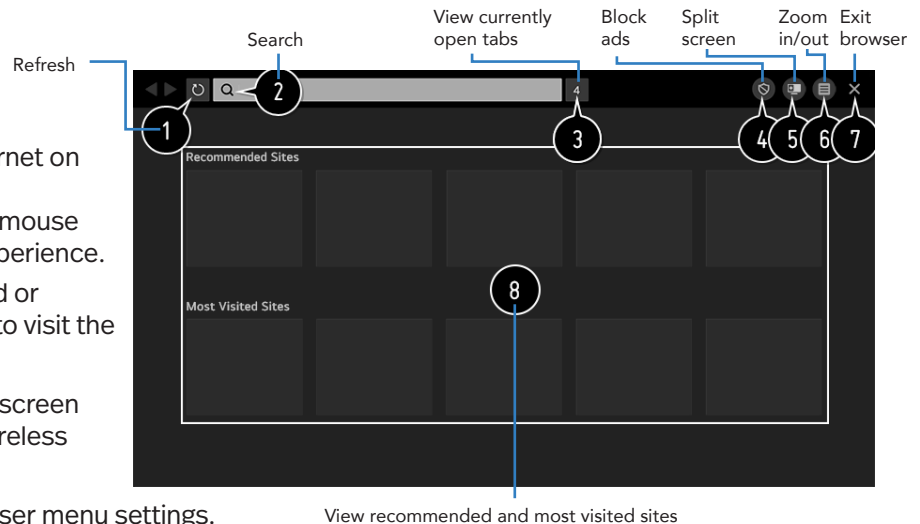 View currently
open tabs
Block
ads
Split
screen
Zoom
in/out
Exit
browser
Search
Refresh
4
1
2
3
4
5
6
7
Recommended Sites
8
Most Visited Sites
View recommended and most visited sites
rnet on
mouse
perience.
d or
to visit the
screen
reless
ser menu settings.